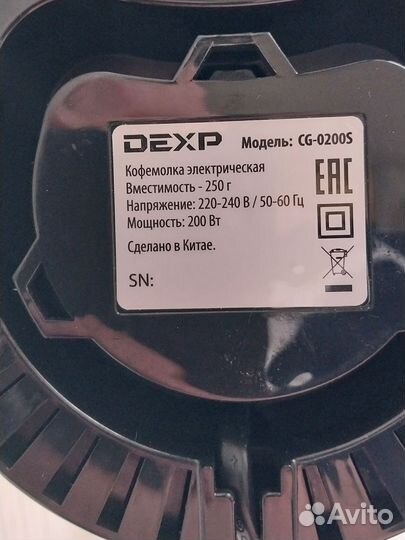 DEXP Модель: CG-0200S
Кофемолка электрическая
Вместимость - 250 г
Напряжение: 220-240 В / 50-60 Гц
Мощность: 200 Вт
Сделано в Китае.
SN:
EAC
Avito